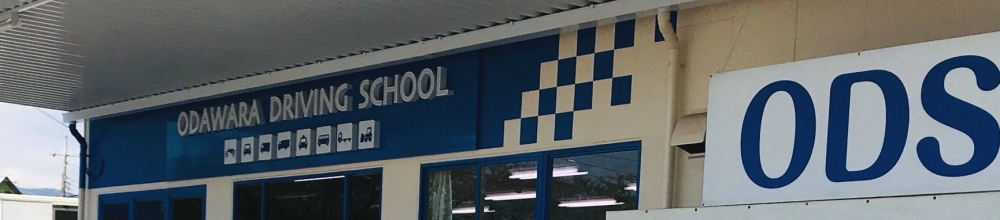 ODAWARA DRIVING SCHOOL
ODS